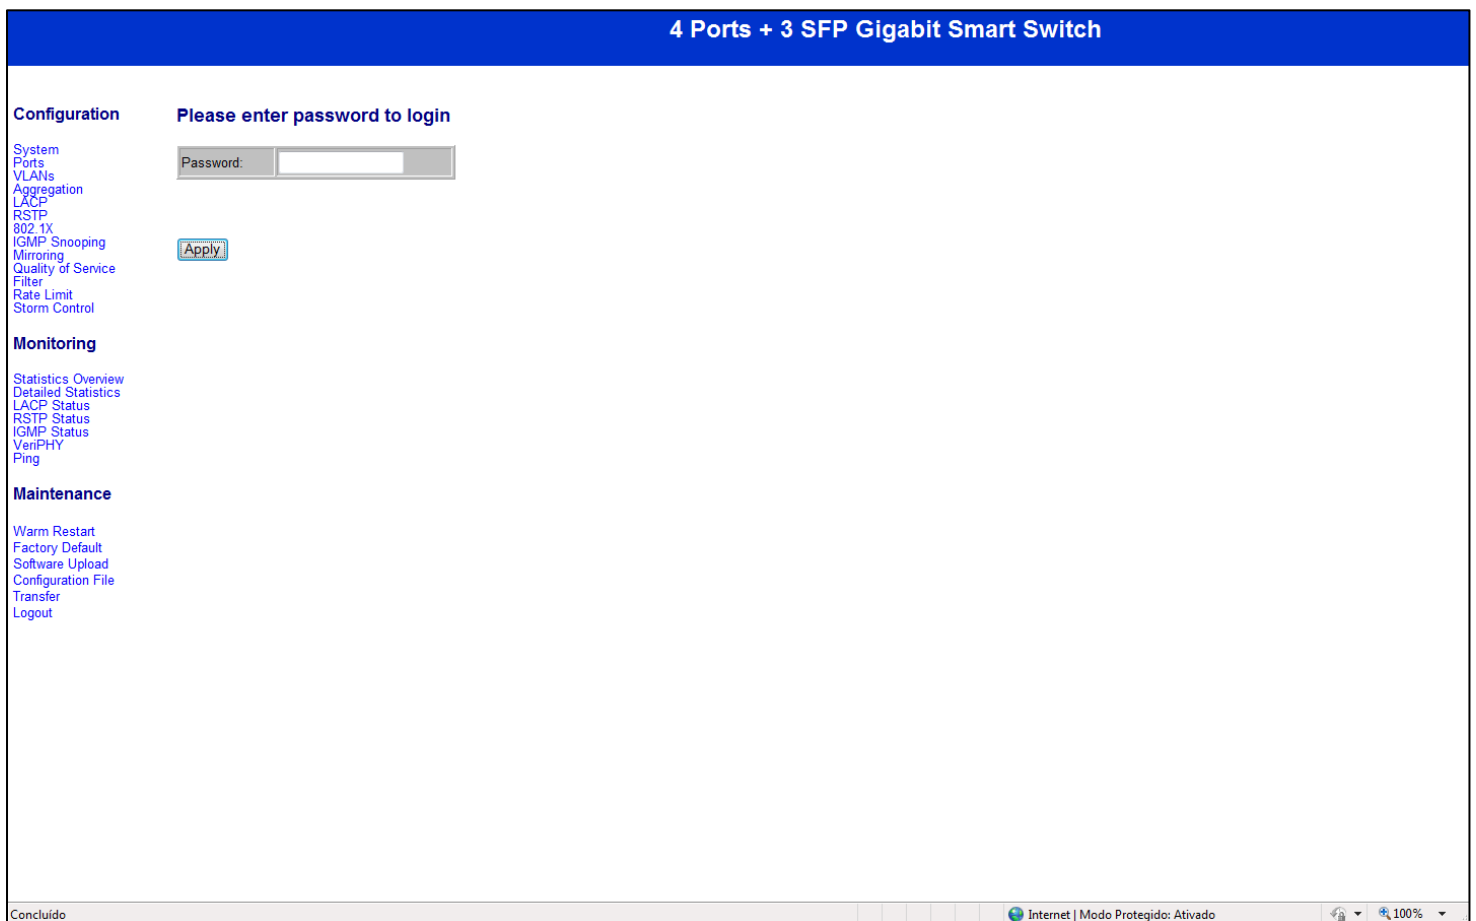 4 Ports + 3 SFP Gigabit Smart Switch
Configuration
System
Ports
VLANs
Aggregation
LACP
RSTP
802.1X
IGMP Snooping
Mirroring
Quality of Service
Filter
Rate Limit
Storm Control
Monitoring
Statistics Overview
Detailed Statistics
LACP Status
RSTP Status
IGMP Status
VeriPHY
Ping
Maintenance
Warm Restart
Factory Default
Software Upload
Configuration File
Transfer
Logout
Please enter password to login
Password:
Apply
Concluído
Internet | Modo Protegido: Ativado
100%